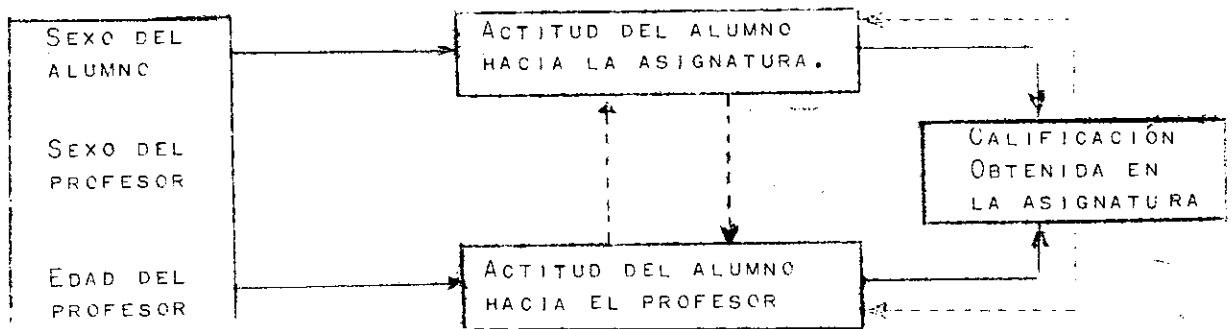 SEXO DEL
ALUMNO
SEXO DEL
PROFESOR
EDAD DEL
PROFESOR
ACTITUD DEL ALUMNO
HACIA LA ASIGNATURA.
ACTITUD DEL ALUMNO
HACIA EL PROFESOR
CALIFICACIÓN
OBTENIDA EN
LA ASIGNATURA